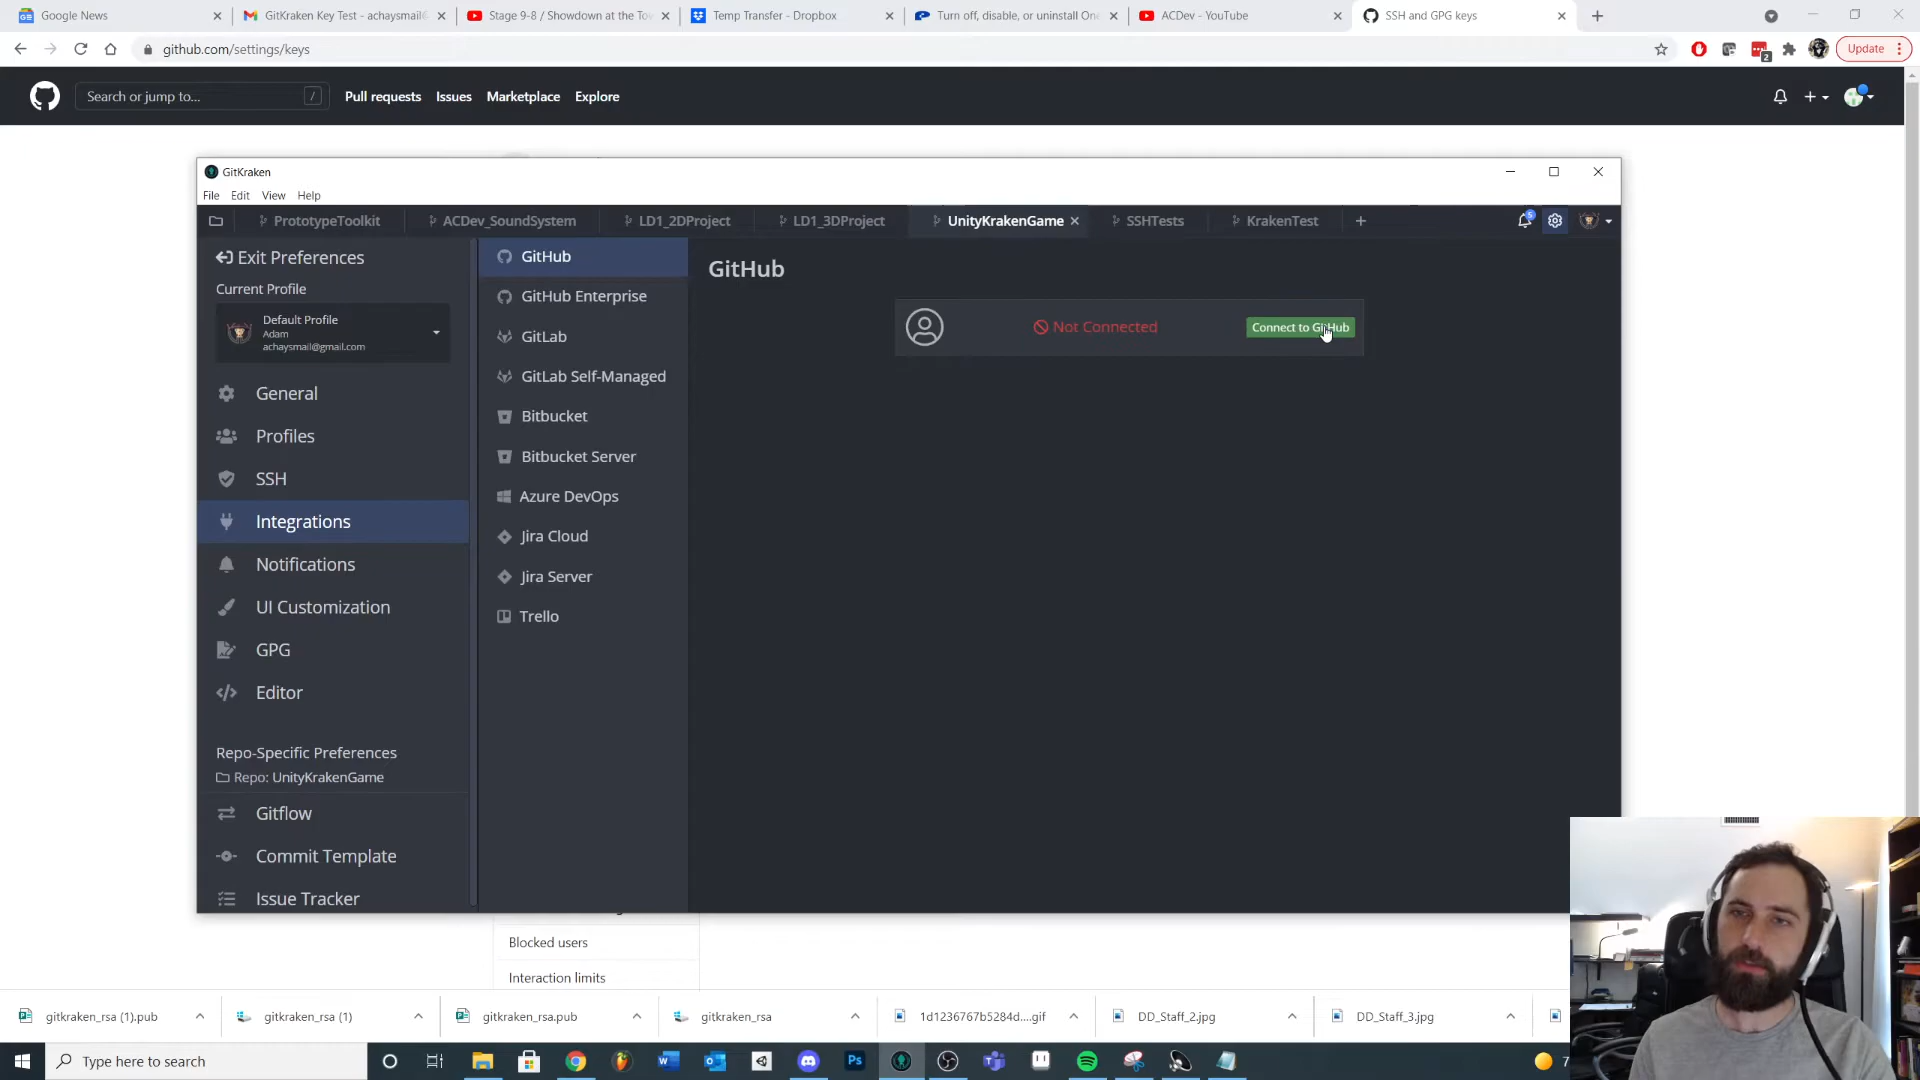 Google News
GitKraken Key Test - achaysmail
Stage 9-8 / Showdown at the To
Temp Transfer - Dropbox
Turn off, disable, or uninstall On
ACDev - YouTube
SSH and GPG keys
github.com/settings/keys
2
Update
Search or jump to...
/
Pull requests
Issues
Marketplace
Explore
GitKraken
File
Edit
View
Help
PrototypeToolkit
ACDev_SoundSystem
LD1_2DProject
LD1_3DProject
UnityKrakenGame
SSHTests
KrakenTest
5
Exit Preferences
Current Profile
Default Profile
Adam
achaysmail@gmail.com
General
Profiles
SSH
Integrations
Notifications
UI Customization
GPG
Editor
Repo-Specific Preferences
Repo: UnityKrakenGame
Gitflow
Commit Template
Issue Tracker
GitHub
GitHub Enterprise
GitLab
GitLab Self-Managed
Bitbucket
Bitbucket Server
Azure DevOps
Jira Cloud
Jira Server
Trello
GitHub
Not Connected
Connect to GitHub
Blocked users
Interaction limits
gitkraken_rsa (1).pub
gitkraken_rsa (1)
gitkraken_rsa.pub
gitkraken_rsa
1d1236767b5284d....gif
DD_Staff_2.jpg
DD_Staff_3.jpg
Type here to search
7